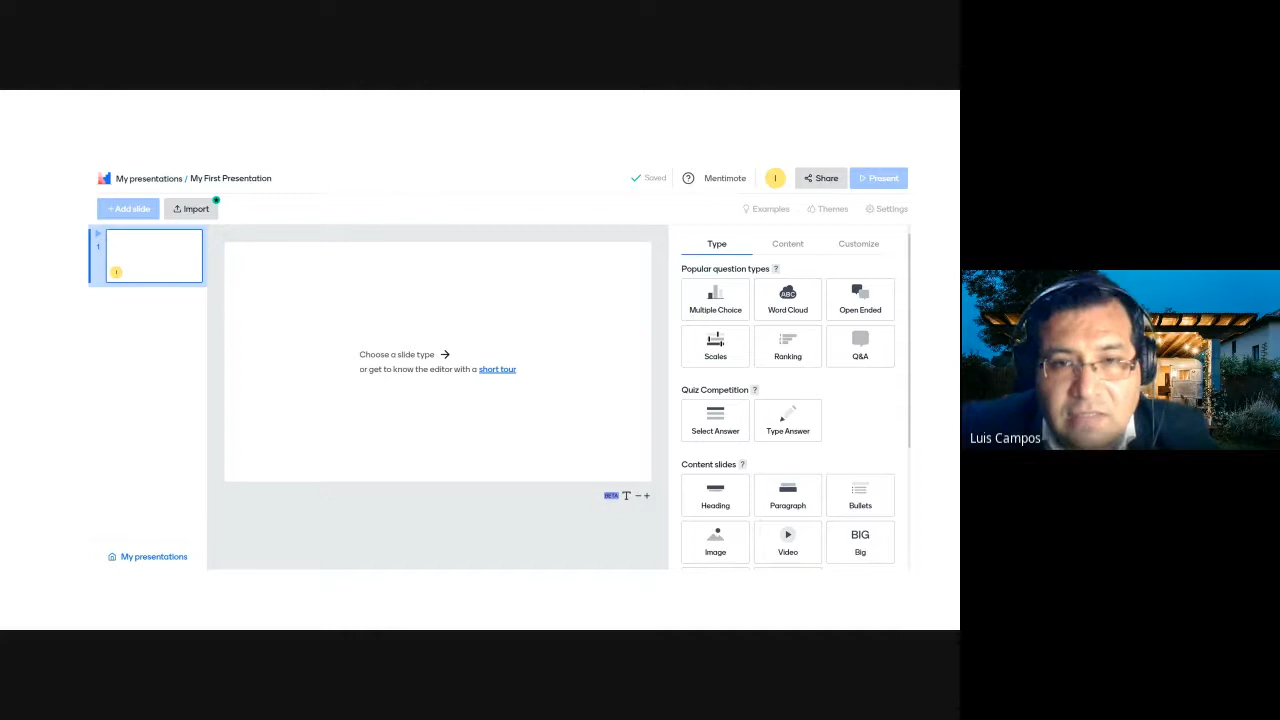 My presentations / My First Presentation
Saved
Mentimote
I
Share
Present
+ Add slide
Import
Examples
Themes
Settings
1
I
Choose a slide type →
or get to know the editor with a short tour
BETA T − +
My presentations
Type Content Customize
Popular question types ?
ABC
Multiple Choice Word Cloud Open Ended
Scales Ranking Q&A
Quiz Competition ?
Select Answer Type Answer
Content slides ?
Heading Paragraph Bullets
BIG
Image Video Big
Luis Campos